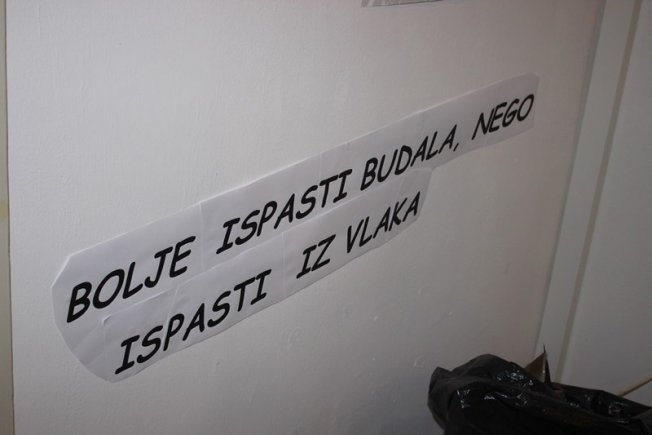 BOLJE ISPASTI BUDALA, NEGO
ISPASTI IZ VLAKA